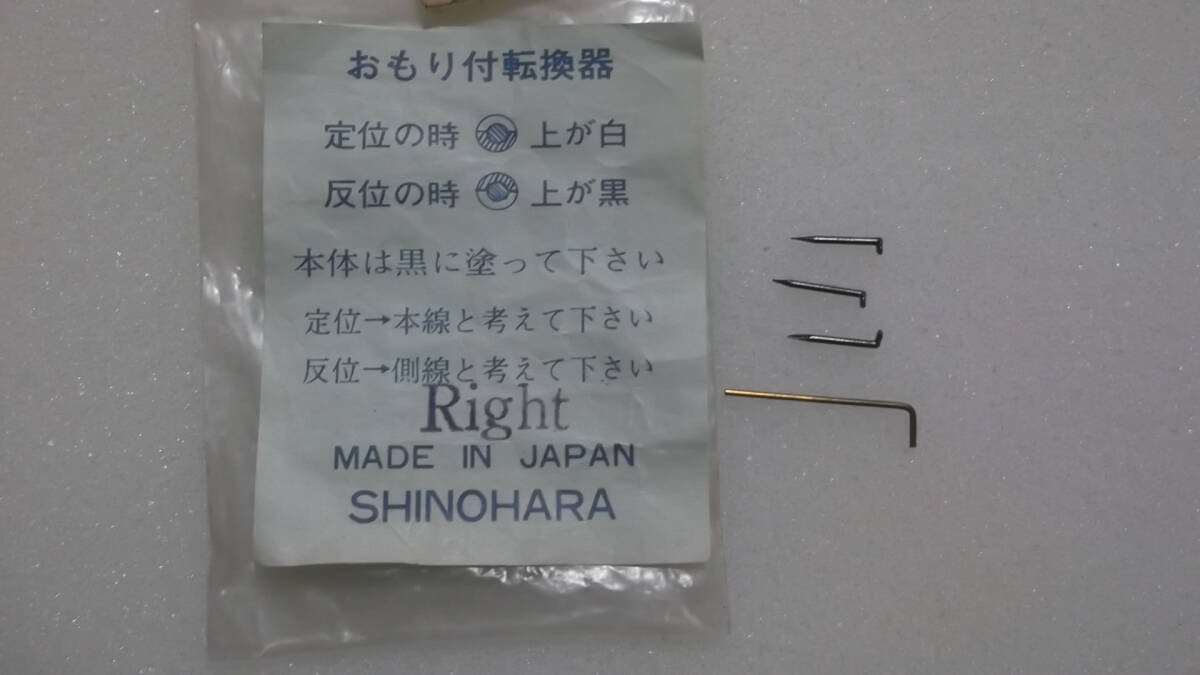 おもり付転換器
定位の時 上が白
反位の時 上が黒
本体は黒に塗って下さい
定位→本線と考えて下さい
反位→側線と考えて下さい
Right
MADE IN JAPAN
SHINOHARA